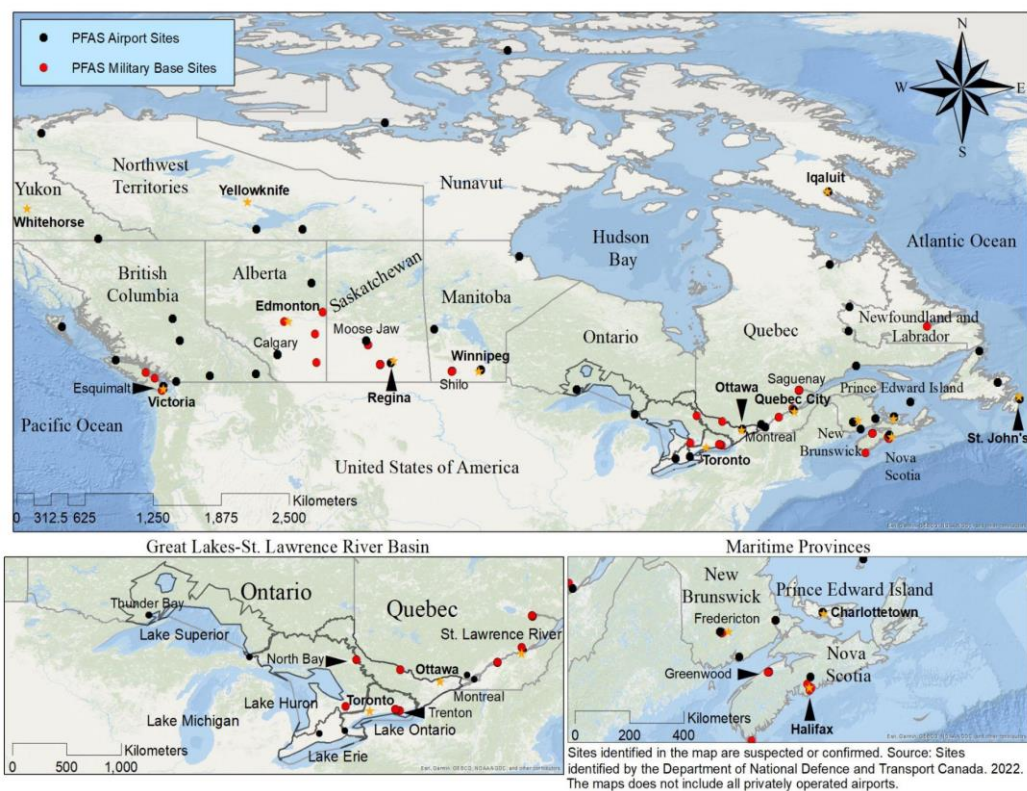 PFAS Airport Sites
PFAS Military Base Sites
N
W
E
S
Northwest
Territories
Yukon
Whitehorse
Yellowknife
Nunavut
Iqaluit
Hudson
Bay
Atlantic Ocean
British
Columbia
Alberta
Edmonton
Calgary
Saskatchewan
Moose Jaw
Regina
Manitoba
Winnipeg
Shilo
Ontario
Quebec
Newfoundland and
Labrador
Saguenay
Ottawa
Quebec City
Prince Edward Island
Esquimalt
Victoria
Montreal
New
Brunswick
Nova
Scotia
St. John's
Toronto
Pacific Ocean
United States of America
Kilometers
0 312.5 625 1,250 1,875 2,500
Great Lakes-St. Lawrence River Basin
Ontario
Quebec
Thunder Bay
Lake Superior
St. Lawrence River
North Bay
Ottawa
Montreal
Lake Huron
Toronto
Trenton
Lake Michigan
Lake Ontario
Lake Erie
Kilometers
0 500 1,000
Maritime Provinces
New
Brunswick
Prince Edward Island
Fredericton
Charlottetown
Nova
Scotia
Greenwood
Halifax
Kilometers
0 200 400
Sites identified in the map are suspected or confirmed. Source: Sites
identified by the Department of National Defence and Transport Canada. 2022.
The maps does not include all privately operated airports.